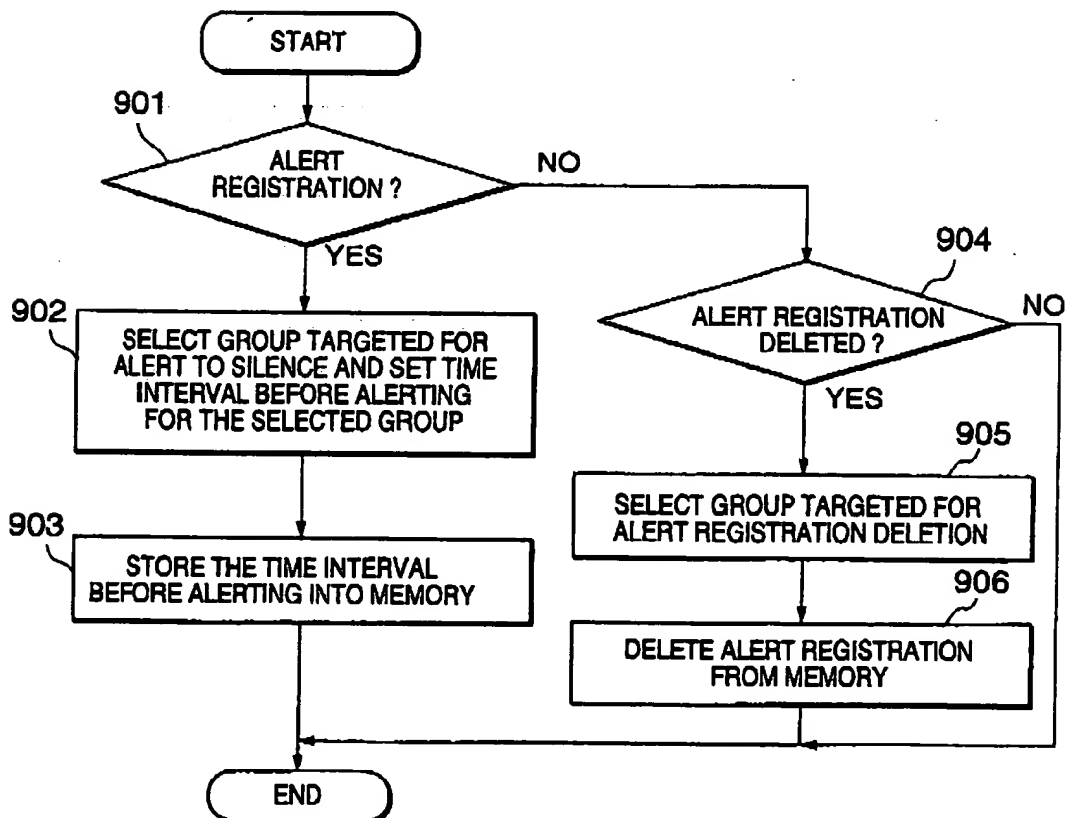 START
901
ALERT
REGISTRATION ?
NO
YES
904
ALERT REGISTRATION
DELETED ?
NO
YES
902
SELECT GROUP TARGETED FOR
ALERT TO SILENCE AND SET TIME
INTERVAL BEFORE ALERTING
FOR THE SELECTED GROUP
905
SELECT GROUP TARGETED FOR
ALERT REGISTRATION DELETION
903
STORE THE TIME INTERVAL
BEFORE ALERTING INTO MEMORY
906
DELETE ALERT REGISTRATION
FROM MEMORY
END